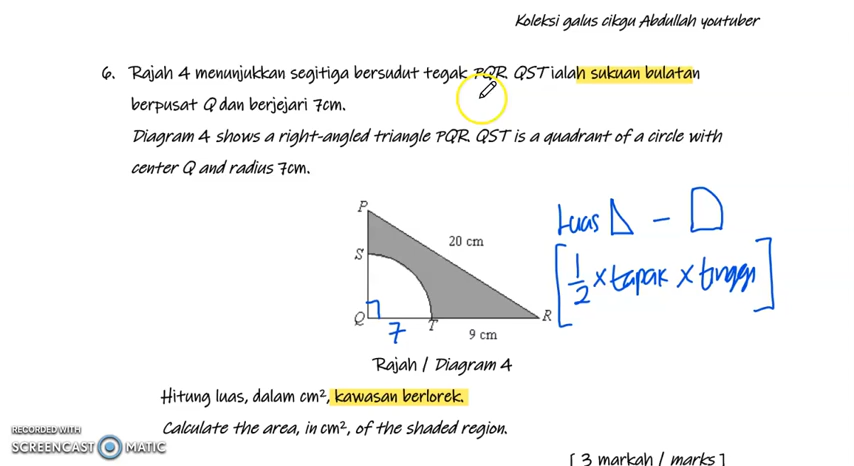 Koleksi galus cikgu Abdullah youtuber
6. Rajah 4 menunjukkan segitiga bersudut tegak PQR. QST ialah sukuan bulatan
berpusat Q dan berjejari 7cm.
Diagram 4 shows a right-angled triangle PQR. QST is a quadrant of a circle with
center Q and radius 7cm.
P
Luas −
S
20 cm
[ 1/2 × tapak × tinggi ]
Q
T
R
7
9 cm
Rajah / Diagram 4
Hitung luas, dalam cm², kawasan berlorek.
Calculate the area, in cm², of the shaded region.
[ 3 markah / marks ]
RECORDED WITH
SCREENCAST MATIC